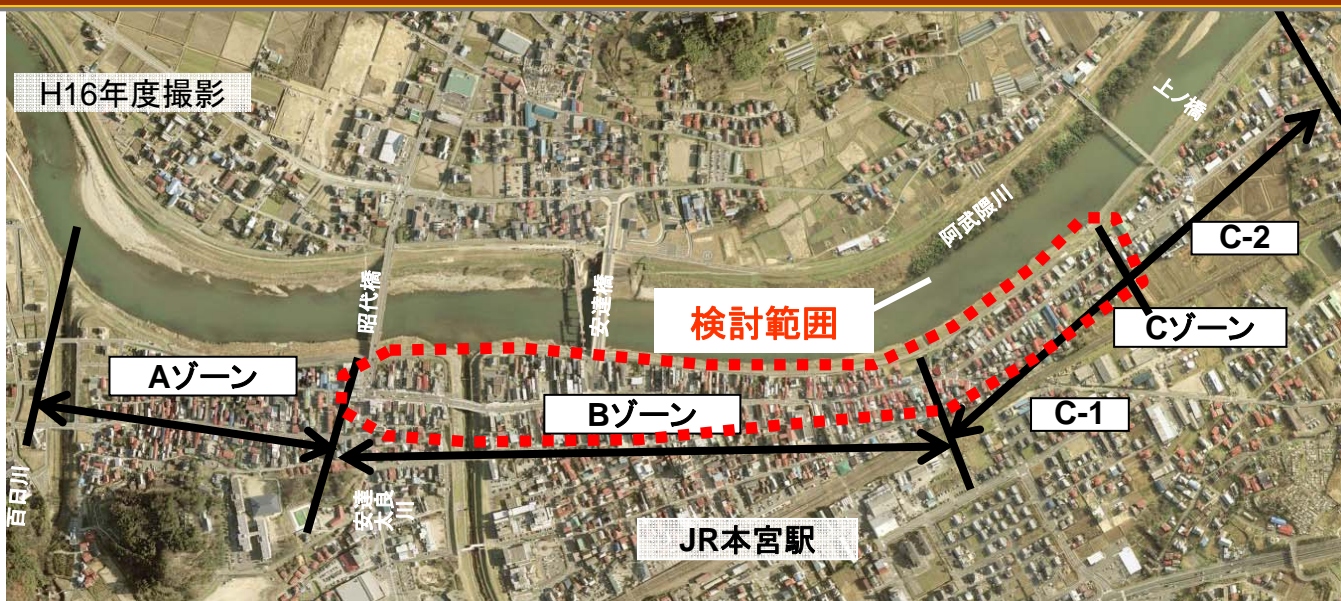 H16年度撮影
上ノ橋
阿武隈川
C-2
昭代橋
安達橋
検討範囲
Cゾーン
Aゾーン
Bゾーン
C-1
百日川
安達
太良
川
JR本宮駅